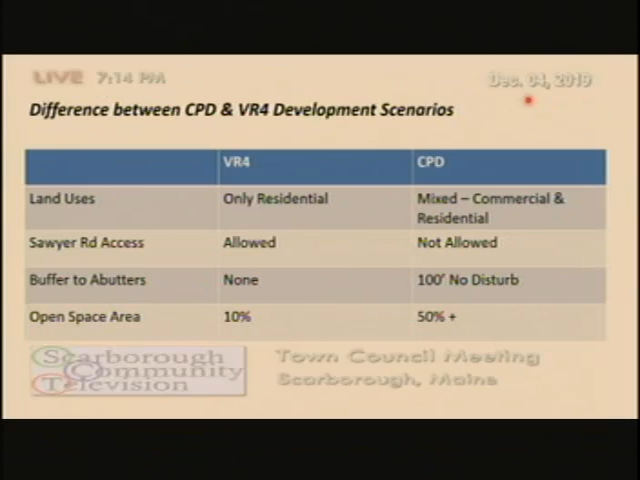 LIVE 7:14 PM
Dec. 04, 2019
Difference between CPD & VR4 Development Scenarios
VR4 CPD
Land Uses Only Residential Mixed – Commercial &
Residential
Sawyer Rd Access Allowed Not Allowed
Buffer to Abutters None 100' No Disturb
Open Space Area 10% 50% +
Scarborough
Community
Television
Town Council Meeting
Scarborough, Maine